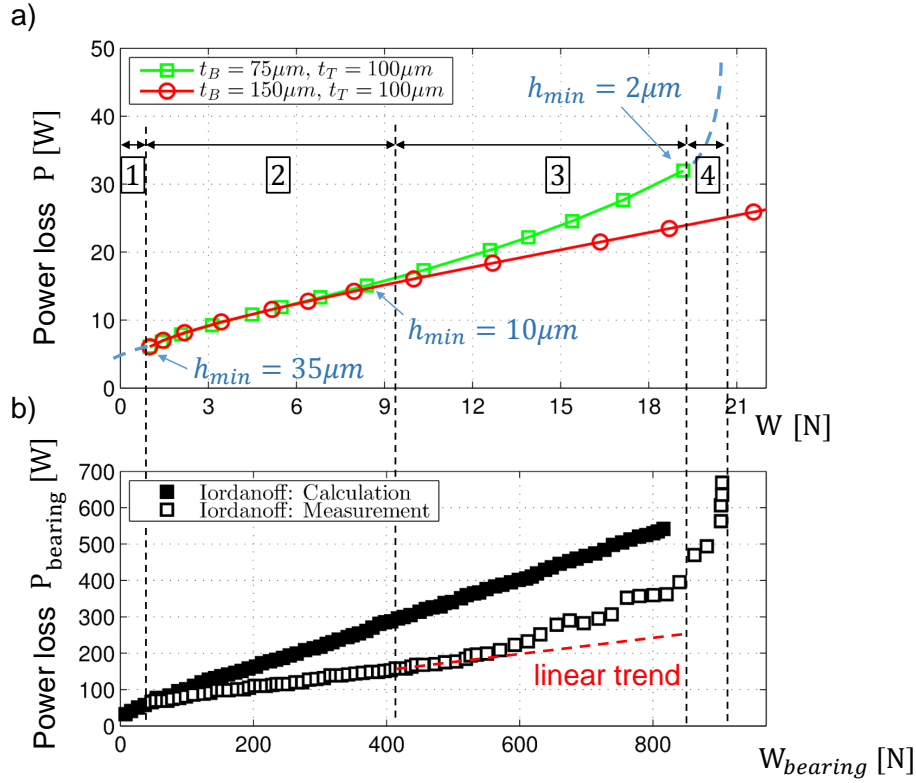 a)
Power loss P [W]
50
40
30
20
10
0
t_B = 75μm, t_T = 100μm
t_B = 150μm, t_T = 100μm
h_min = 2μm
1
2
3
4
h_min = 10μm
h_min = 35μm
0 3 6 9 12 15 18 21
W [N]
b)
Power loss P_bearing [W]
700
600
500
400
300
200
100
0
Iordanoff: Calculation
Iordanoff: Measurement
linear trend
0 200 400 600 800
W_bearing [N]